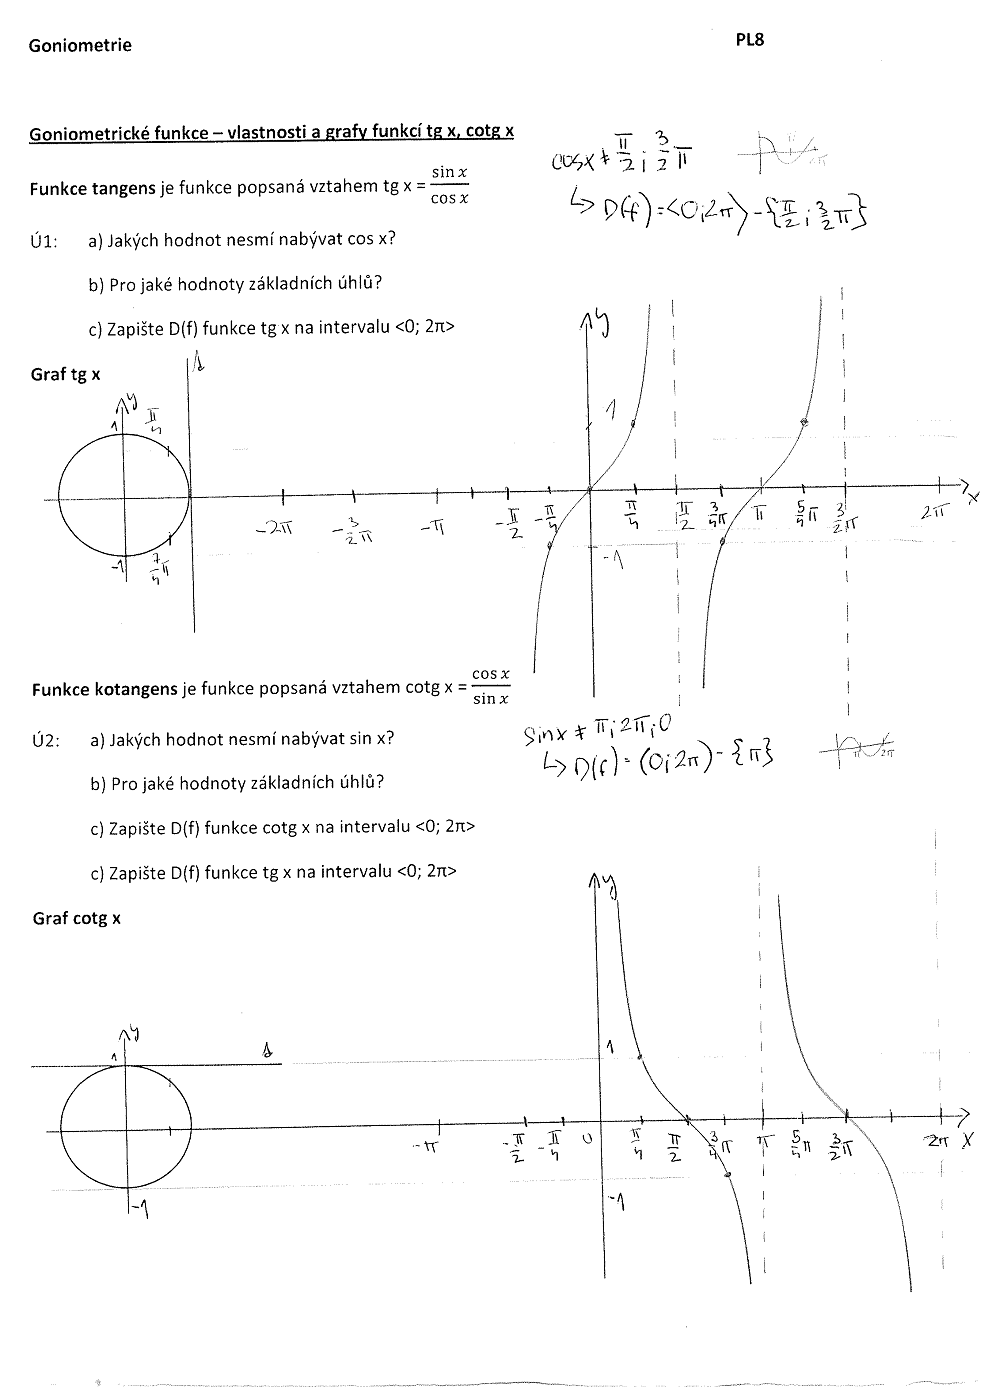 Goniometrie
PL8
Goniometrické funkce – vlastnosti a grafy funkcí tg x, cotg x
cos x ≠ π/2 ; 3/2 π
Funkce tangens je funkce popsaná vztahem tg x = sin x / cos x
↳ D(f) = <0;2π> - {π/2 ; 3/2 π}
Ú1: a) Jakých hodnot nesmí nabývat cos x?
b) Pro jaké hodnoty základních úhlů?
c) Zapište D(f) funkce tg x na intervalu <0; 2π>
Graf tg x
y
1
π/4
-1
7/4 π
y
1
-1
-2π -3/2 π -π -π/2 -π/4 π/4 π/2 3/4 π π 5/4 π 3/2 π 2π x
Funkce kotangens je funkce popsaná vztahem cotg x = cos x / sin x
sin x ≠ π; 2π; 0
Ú2: a) Jakých hodnot nesmí nabývat sin x?
↳ D(f) = (0;2π) - {π}
π 2π
b) Pro jaké hodnoty základních úhlů?
c) Zapište D(f) funkce cotg x na intervalu <0; 2π>
c) Zapište D(f) funkce tg x na intervalu <0; 2π>
Graf cotg x
y
1
-1
y
1
-π -π/2 -π/4 0 π/4 π/2 3/4 π π 5/4 π 3/2 π 2π x
-1